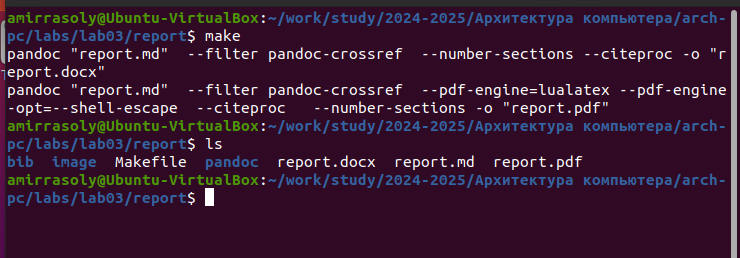 amirrasoly@Ubuntu-VirtualBox:~/work/study/2024-2025/Архитектура компьютера/arch-
pc/labs/lab03/report$ make
pandoc "report.md"  --filter pandoc-crossref  --number-sections --citeproc -o "r
eport.docx"
pandoc "report.md"  --filter pandoc-crossref  --pdf-engine=lualatex --pdf-engine
-opt=--shell-escape  --citeproc   --number-sections -o "report.pdf"
amirrasoly@Ubuntu-VirtualBox:~/work/study/2024-2025/Архитектура компьютера/arch-
pc/labs/lab03/report$ ls
bib  image  Makefile  pandoc  report.docx  report.md  report.pdf
amirrasoly@Ubuntu-VirtualBox:~/work/study/2024-2025/Архитектура компьютера/arch-
pc/labs/lab03/report$